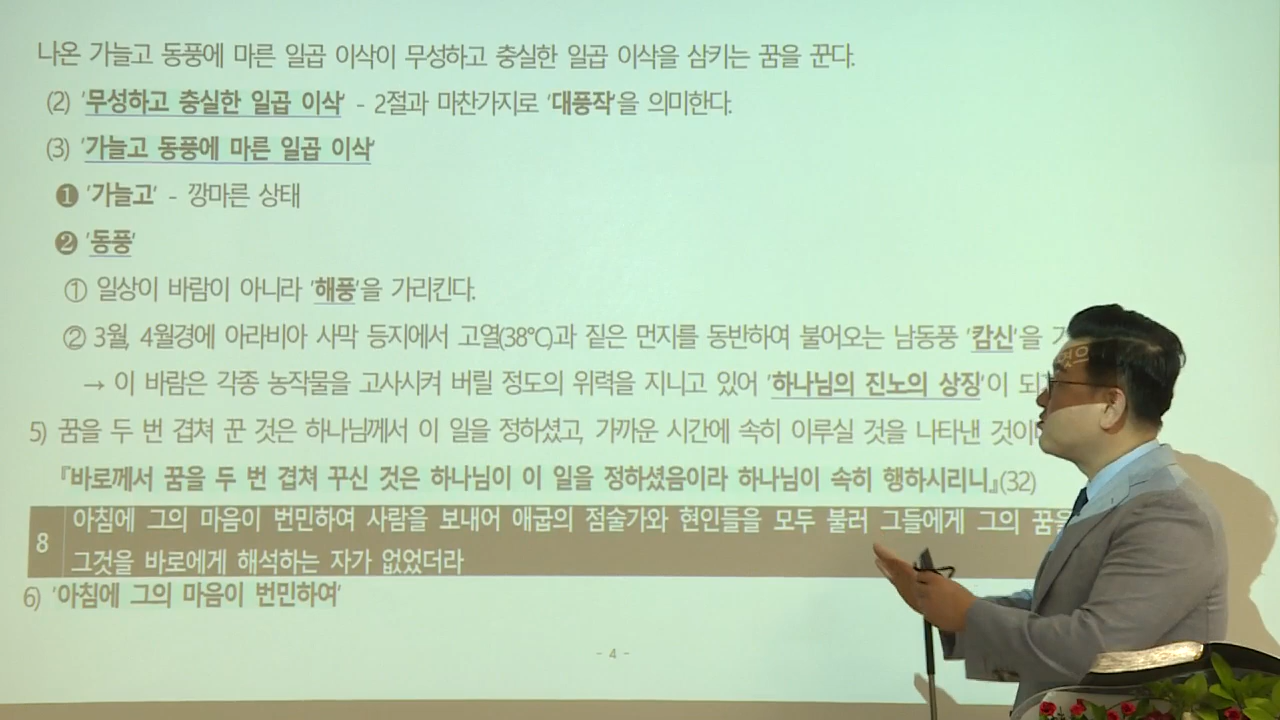 나온 가늘고 동풍에 마른 일곱 이삭이 무성하고 충실한 일곱 이삭을 삼키는 꿈을 꾼다.
(2) '무성하고 충실한 일곱 이삭' - 2절과 마찬가지로 '대풍작'을 의미한다.
(3) '가늘고 동풍에 마른 일곱 이삭'
❶ '가늘고' - 깡마른 상태
❷ '동풍'
① 일상이 바람이 아니라 '해풍'을 가리킨다.
② 3월, 4월경에 아라비아 사막 등지에서 고열(38℃)과 짙은 먼지를 동반하여 불어오는 남동풍 '캄신'을
→ 이 바람은 각종 농작물을 고사시켜 버릴 정도의 위력을 지니고 있어 '하나님의 진노의 상징'이
5) 꿈을 두 번 겹쳐 꾼 것은 하나님께서 이 일을 정하셨고, 가까운 시간에 속히 이루실 것을 나타낸
『바로께서 꿈을 두 번 겹쳐 꾸신 것은 하나님이 이 일을 정하셨음이라 하나님이 속히 행하시리니』(32)
8 아침에 그의 마음이 번민하여 사람을 보내어 애굽의 점술가와 현인들을 모두 불러 그들에게 그의
그것을 바로에게 해석하는 자가 없었더라
6) '아침에 그의 마음이 번민하여'
- 4 -